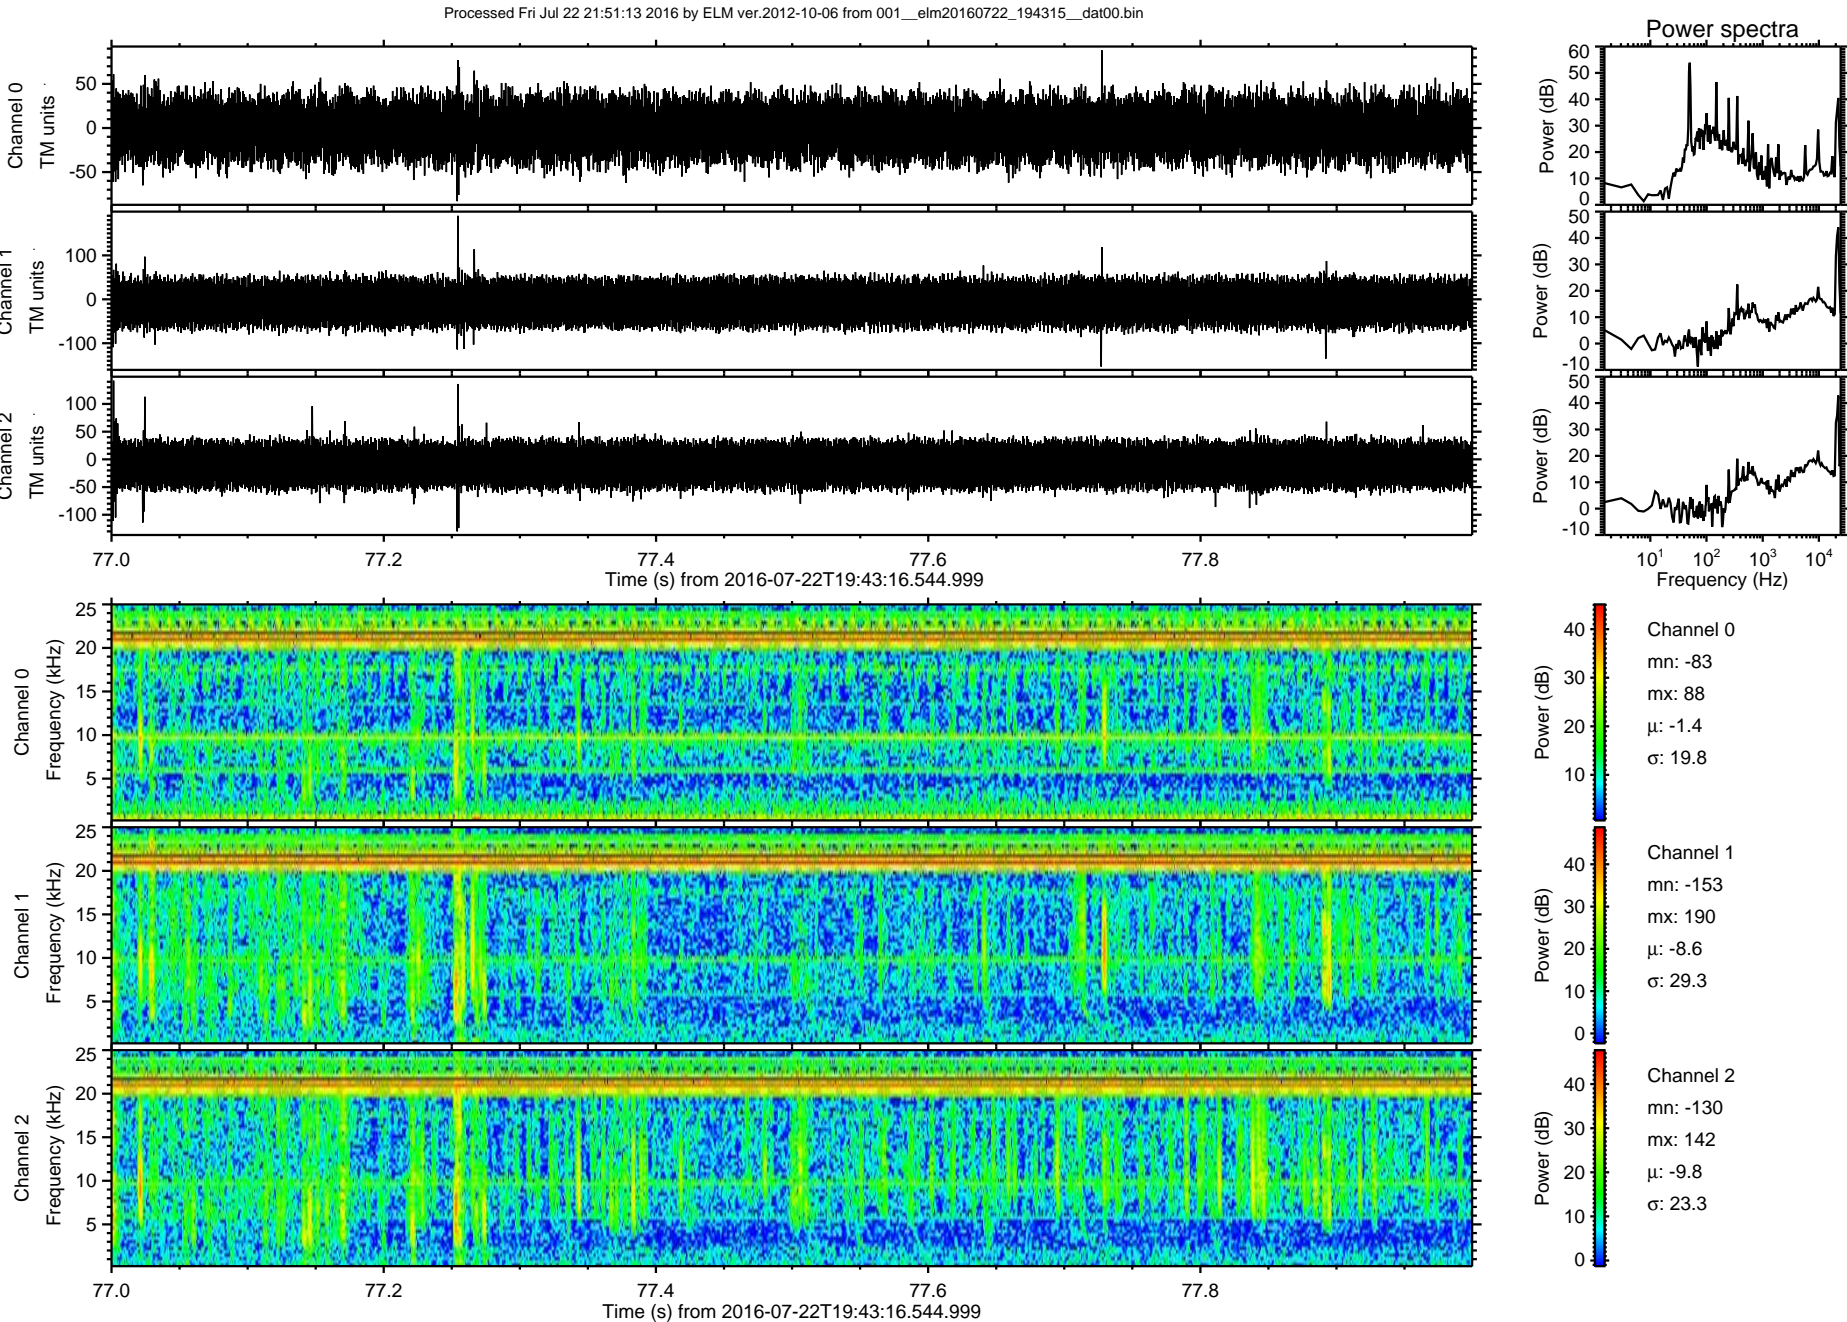 Processed Fri Jul 22 21:51:13 2016 by ELM ver.2012-10-06 from 001__elm20160722_194315__dat00.bin
Power spectra
Channel 0
TM units
50
0
-50
Power (dB)
60
50
40
30
20
10
0
Channel 1
TM units
100
0
-100
Power (dB)
50
40
30
20
10
0
-10
Channel 2
TM units
100
50
0
-50
-100
Power (dB)
50
40
30
20
10
0
-10
77.0 77.2 77.4 77.6 77.8
Time (s) from 2016-07-22T19:43:16.544.999
10¹ 10² 10³ 10⁴
Frequency (Hz)
Channel 0
Frequency (kHz)
25
20
15
10
5
Power (dB)
40
30
20
10
Channel 0
mn: -83
mx: 88
μ: -1.4
σ: 19.8
Channel 1
Frequency (kHz)
25
20
15
10
5
Power (dB)
40
30
20
10
0
Channel 1
mn: -153
mx: 190
μ: -8.6
σ: 29.3
Channel 2
Frequency (kHz)
25
20
15
10
5
Power (dB)
40
30
20
10
0
Channel 2
mn: -130
mx: 142
μ: -9.8
σ: 23.3
77.0 77.2 77.4 77.6 77.8
Time (s) from 2016-07-22T19:43:16.544.999